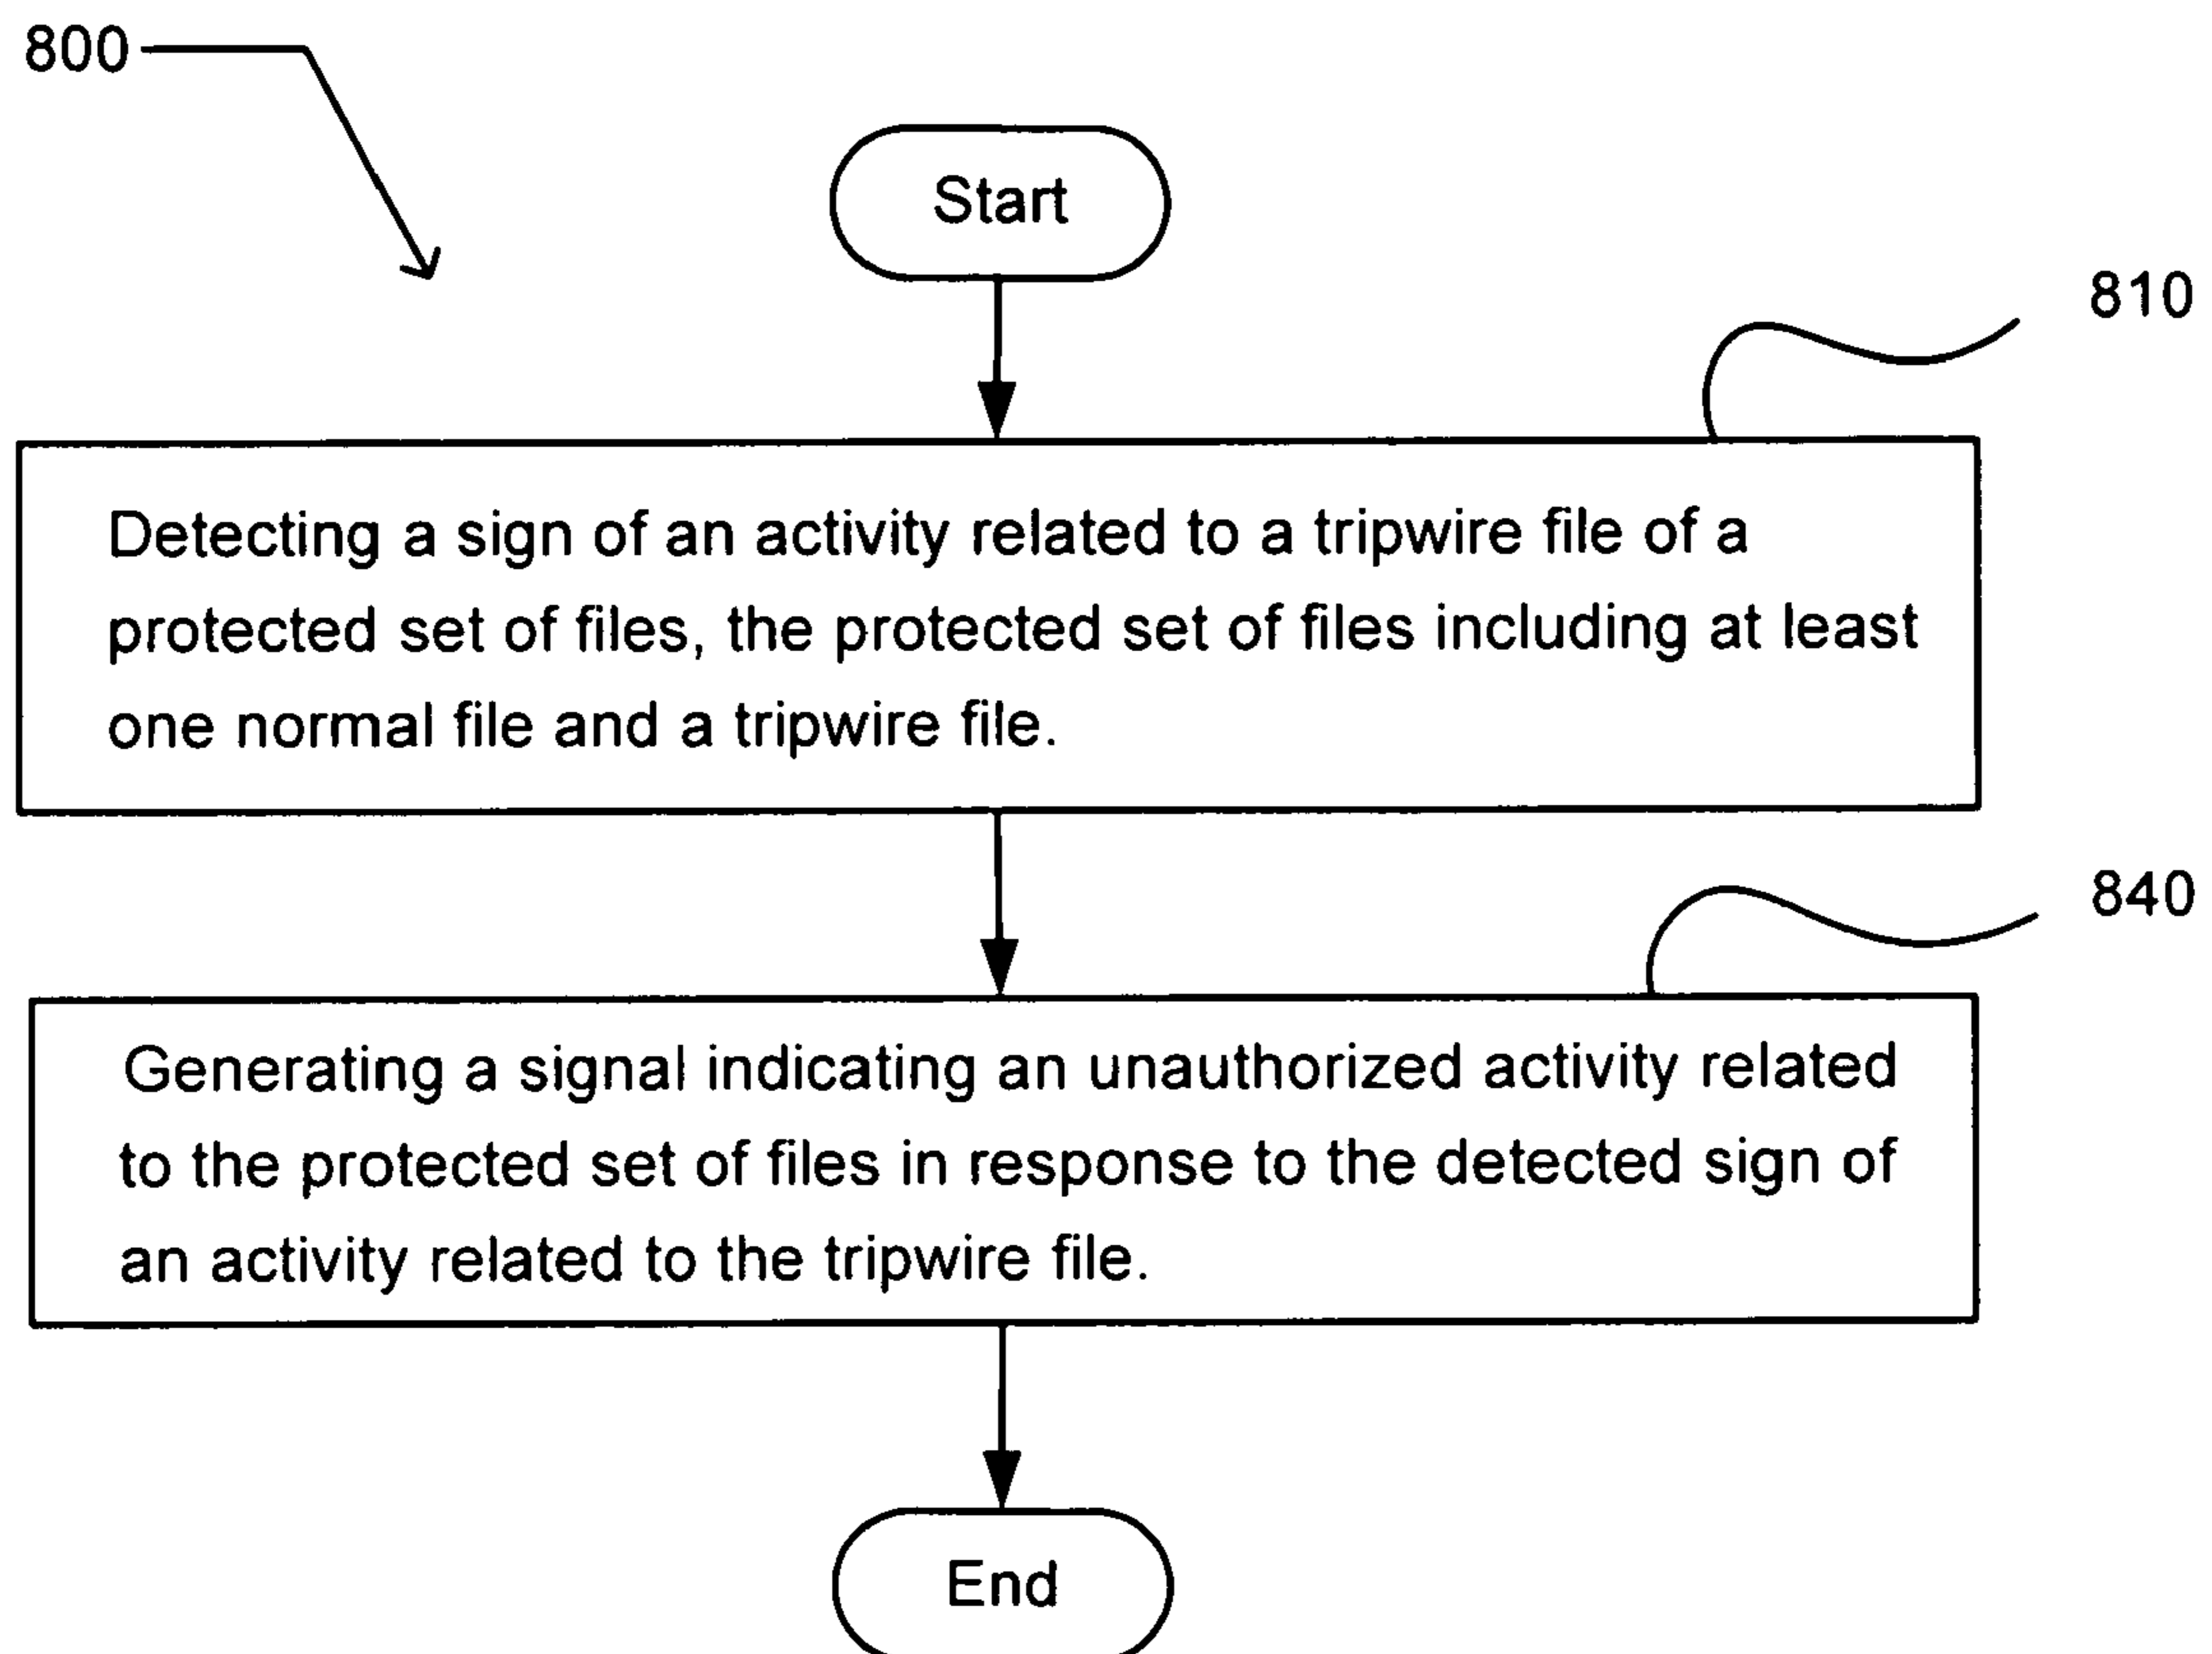 800
Start
810
Detecting a sign of an activity related to a tripwire file of a
protected set of files, the protected set of files including at least
one normal file and a tripwire file.
840
Generating a signal indicating an unauthorized activity related
to the protected set of files in response to the detected sign of
an activity related to the tripwire file.
End